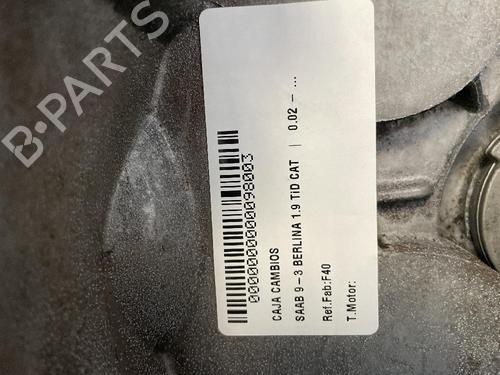 B-PARTS
0000000000098003
CAJA CAMBIOS
SAAB 9-3 BERLINA 1.9 TiD CAT | 0.02 - ...
Ref.Fab:F40
T.Motor: